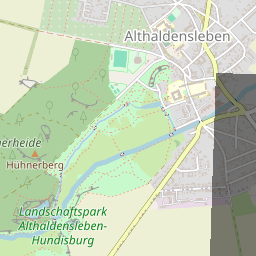 Althaldensleben
erheide
Hühnerberg
Landschaftspark
Althaldensleben-
Hundisburg